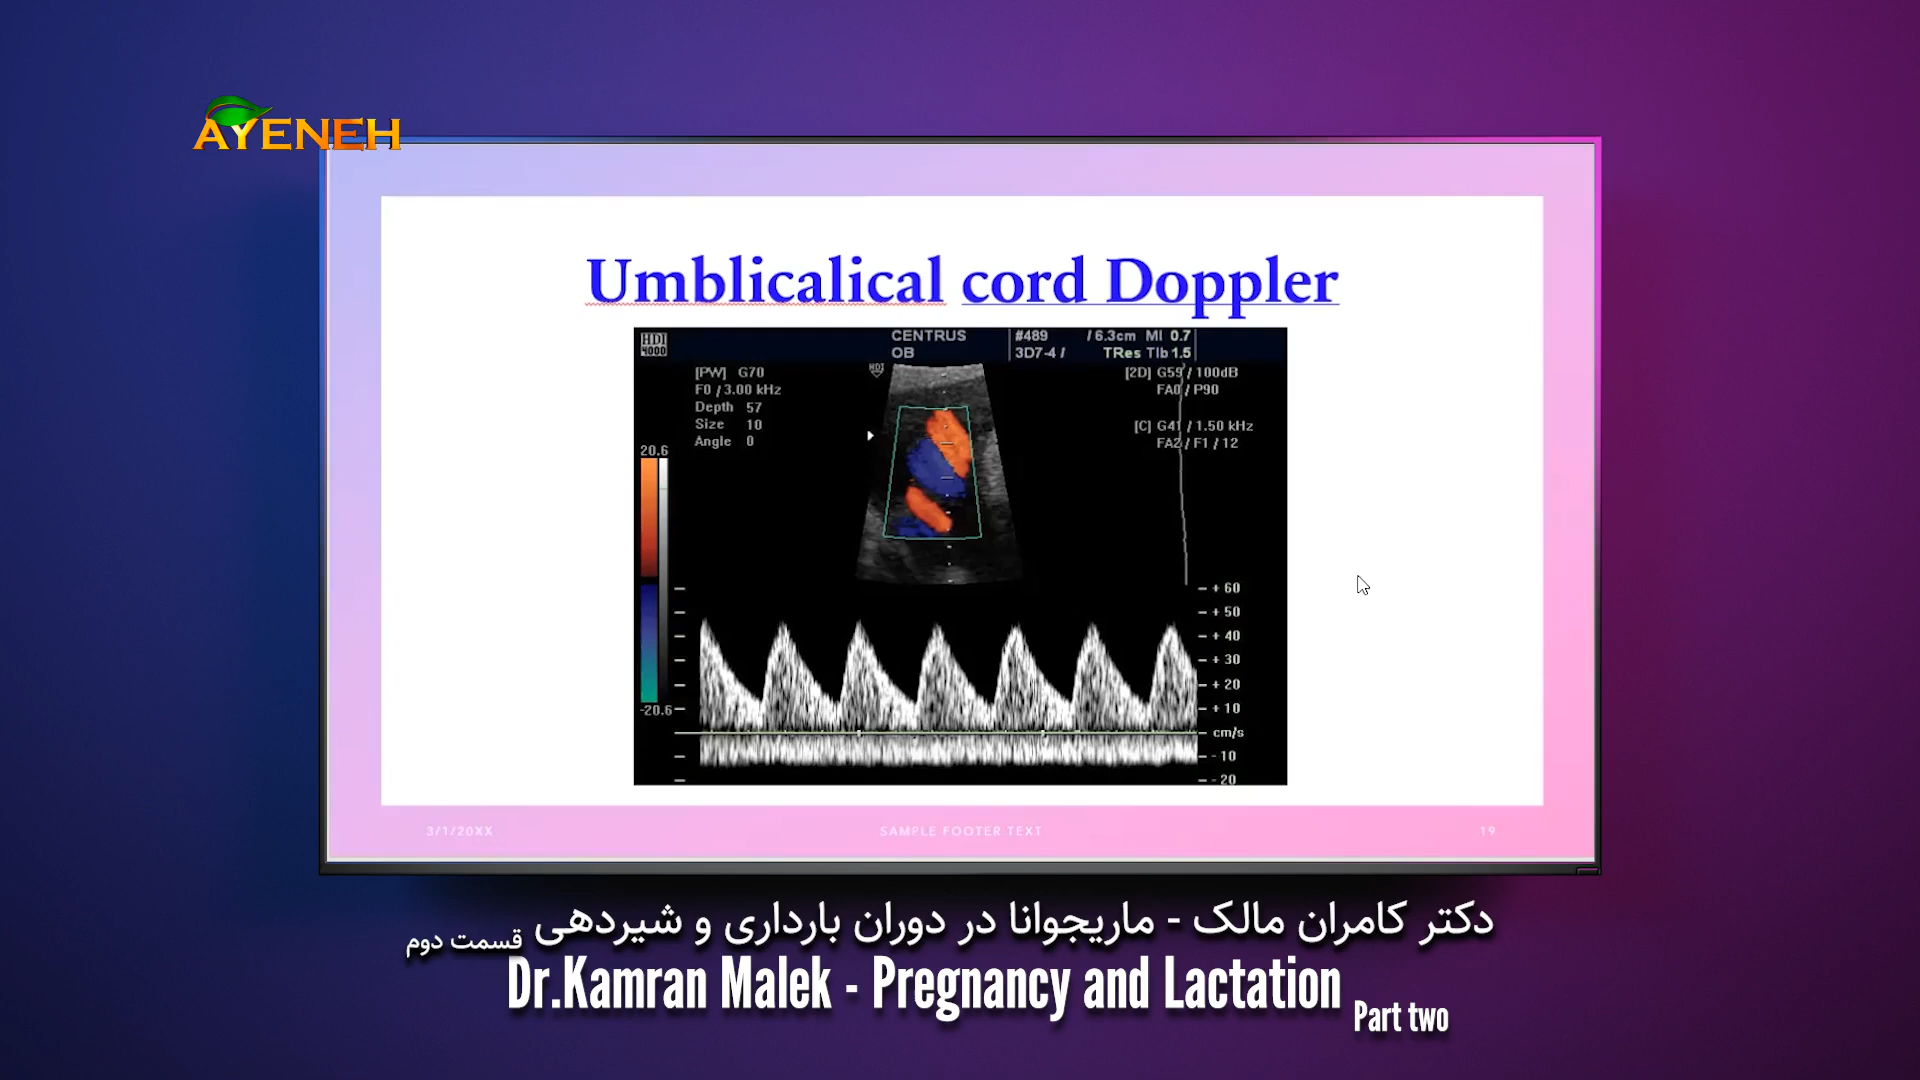 AYENEH
Umblicalical cord Doppler
HDI
4000
CENTRUS
OB
#489 / 6.3cm MI 0.7
3D7-4 / TRes TIb 1.5
[PW] G70
F0 / 3.00 kHz
Depth 57
Size 10
Angle 0
HDI
[2D] G59 / 100dB
FA0 / P90
[C] G41 / 1.50 kHz
FA2 / F1 / 12
20.6
-20.6
+ 60
+ 50
+ 40
+ 30
+ 20
+ 10
cm/s
- 10
- 20
3/1/20XX
SAMPLE FOOTER TEXT
19
دکتر کامران مالک - ماریجوانا در دوران بارداری و شیردهی قسمت دوم
Dr.Kamran Malek - Pregnancy and Lactation Part two